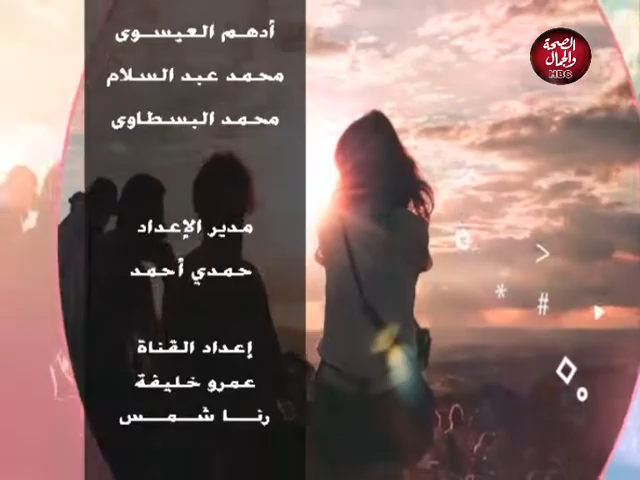 أدهم العيسوى
محمد عبد السلام
محمد البسطاوى
مدير الإعداد
حمدي أحمد
إعداد القناة
عمرو خليفة
رنا شمس
الصحة
والجمال
HBC